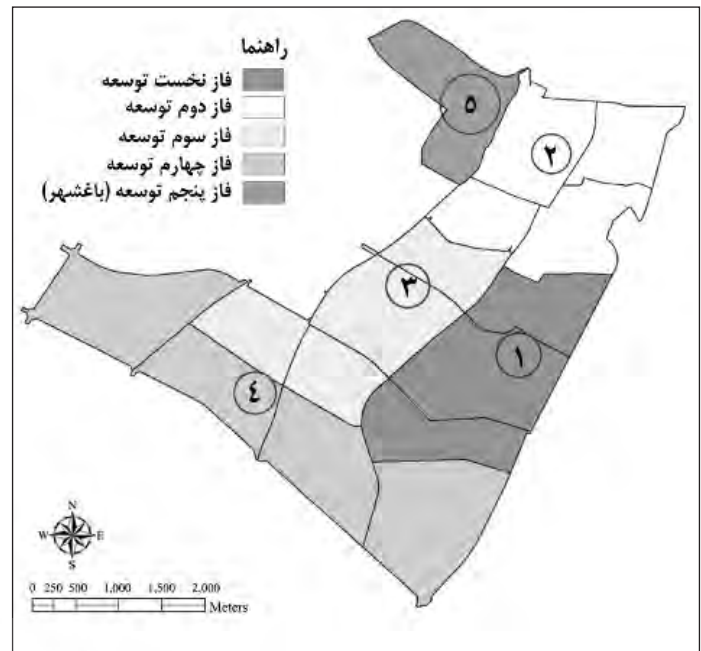 راهنما
فاز نخست توسعه
فاز دوم توسعه
فاز سوم توسعه
فاز چهارم توسعه
فاز پنجم توسعه (باغشهر)
۵
۲
۳
۱
٤
N
W E
S
0 250 500 1,000 1,500 2,000
Meters